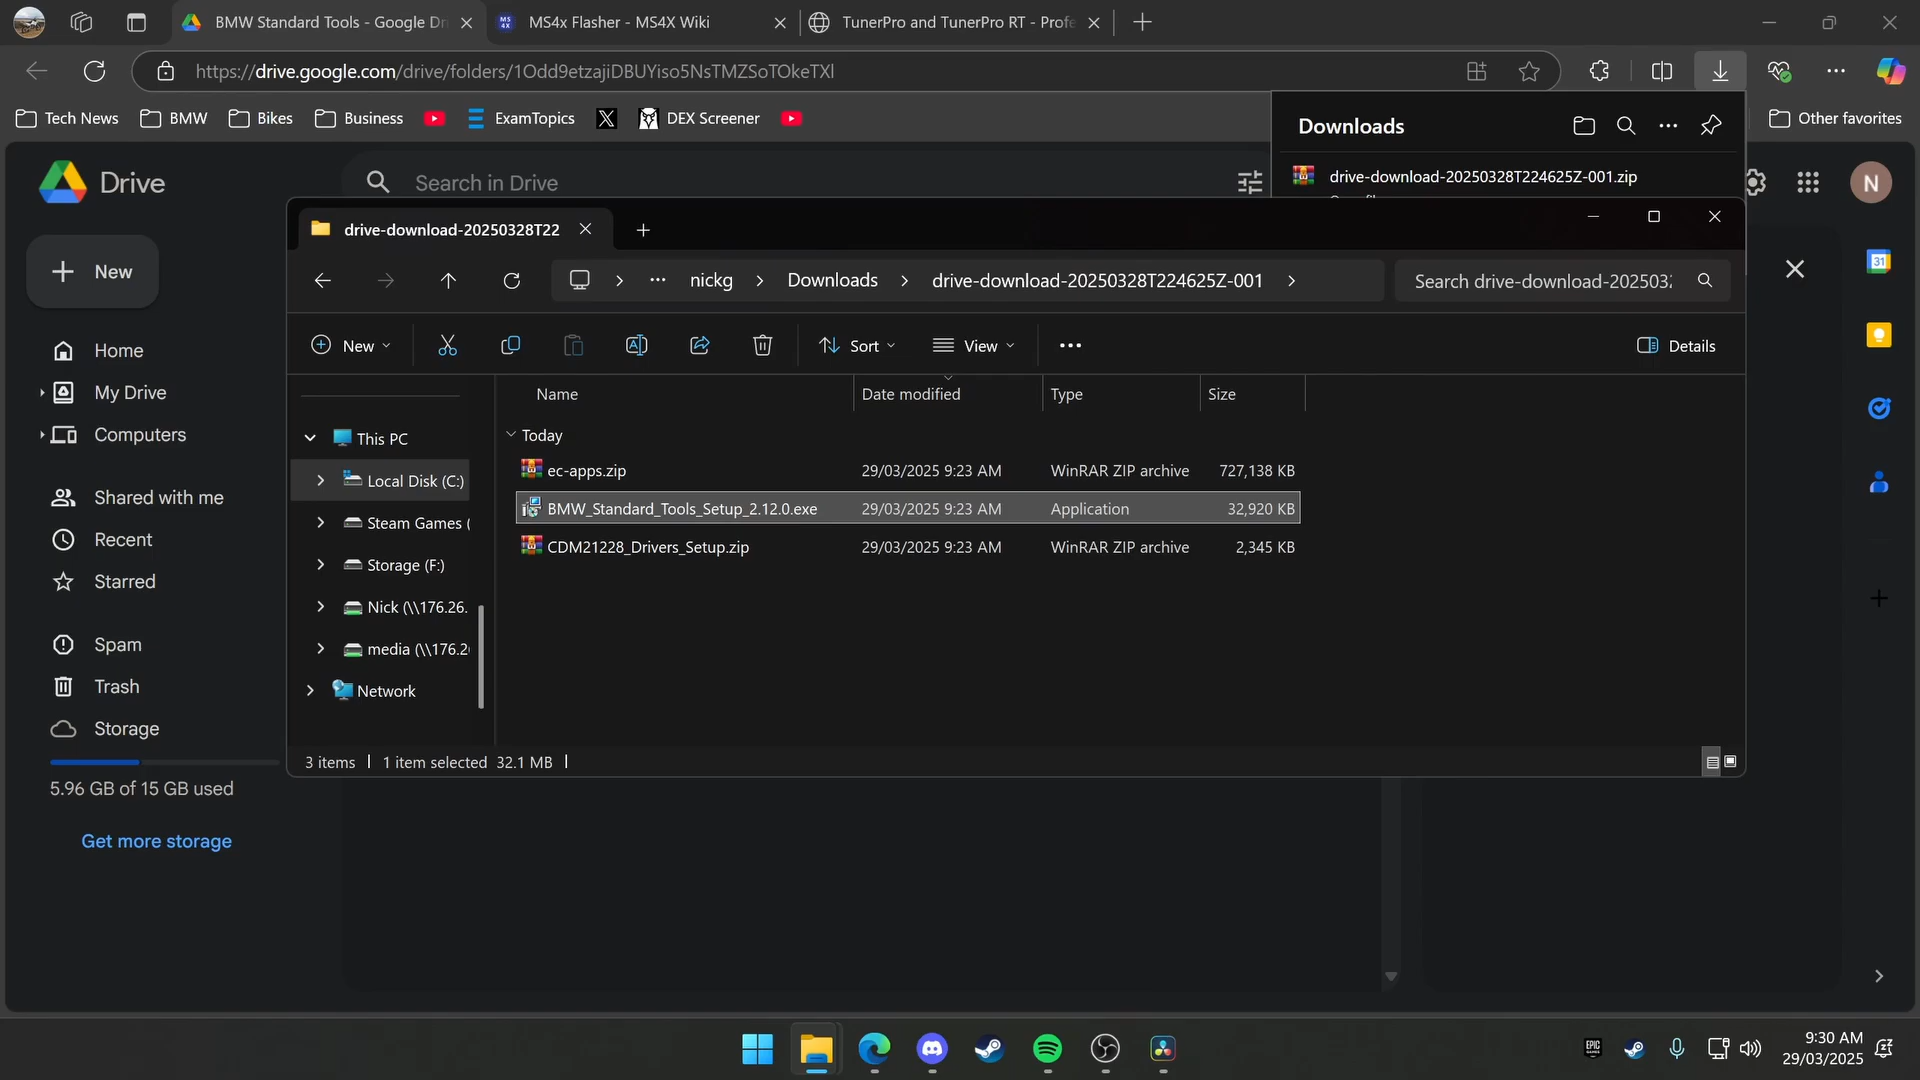 BMW Standard Tools - Google Dri
MS4X
MS4x Flasher - MS4X Wiki
TunerPro and TunerPro RT - Profe
https://drive.google.com/drive/folders/1Odd9etzajiDBUYiso5NsTMZSoTOkeTXl
Tech News
BMW
Bikes
Business
ExamTopics
DEX Screener
Other favorites
Downloads
drive-download-20250328T224625Z-001.zip
Drive
Search in Drive
N
New
Home
My Drive
Computers
Shared with me
Recent
Starred
Spam
Trash
Storage
5.96 GB of 15 GB used
Get more storage
31
drive-download-20250328T22
nickg
Downloads
drive-download-20250328T224625Z-001
Search drive-download-202503
New
Sort
View
Details
Name
Date modified
Type
Size
This PC
Local Disk (C:)
Steam Games (
Storage (F:)
Nick (\\176.26.
media (\\176.2
Network
Today
ec-apps.zip 29/03/2025 9:23 AM WinRAR ZIP archive 727,138 KB
BMW_Standard_Tools_Setup_2.12.0.exe 29/03/2025 9:23 AM Application 32,920 KB
CDM21228_Drivers_Setup.zip 29/03/2025 9:23 AM WinRAR ZIP archive 2,345 KB
3 items
1 item selected 32.1 MB
EPIC
9:30 AM
29/03/2025